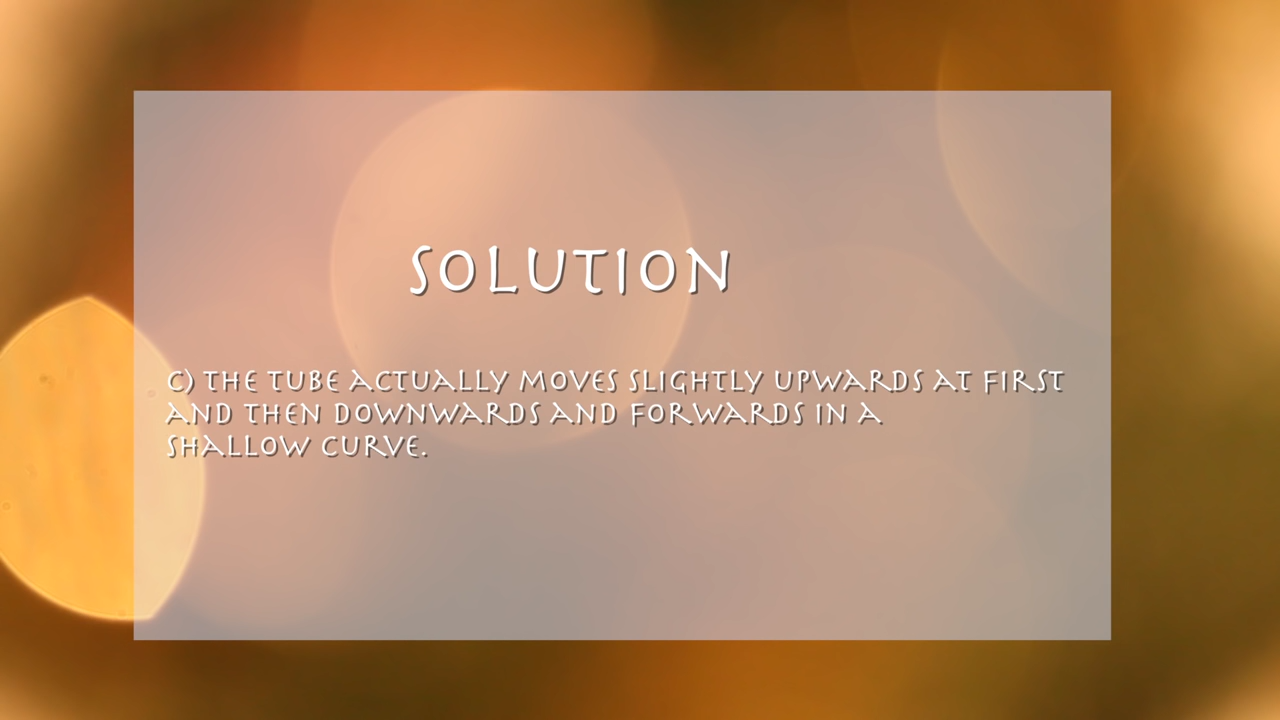 SOLUTION
C) THE TUBE ACTUALLY MOVES SLIGHTLY UPWARDS AT FIRST
AND THEN DOWNWARDS AND FORWARDS IN A
SHALLOW CURVE.